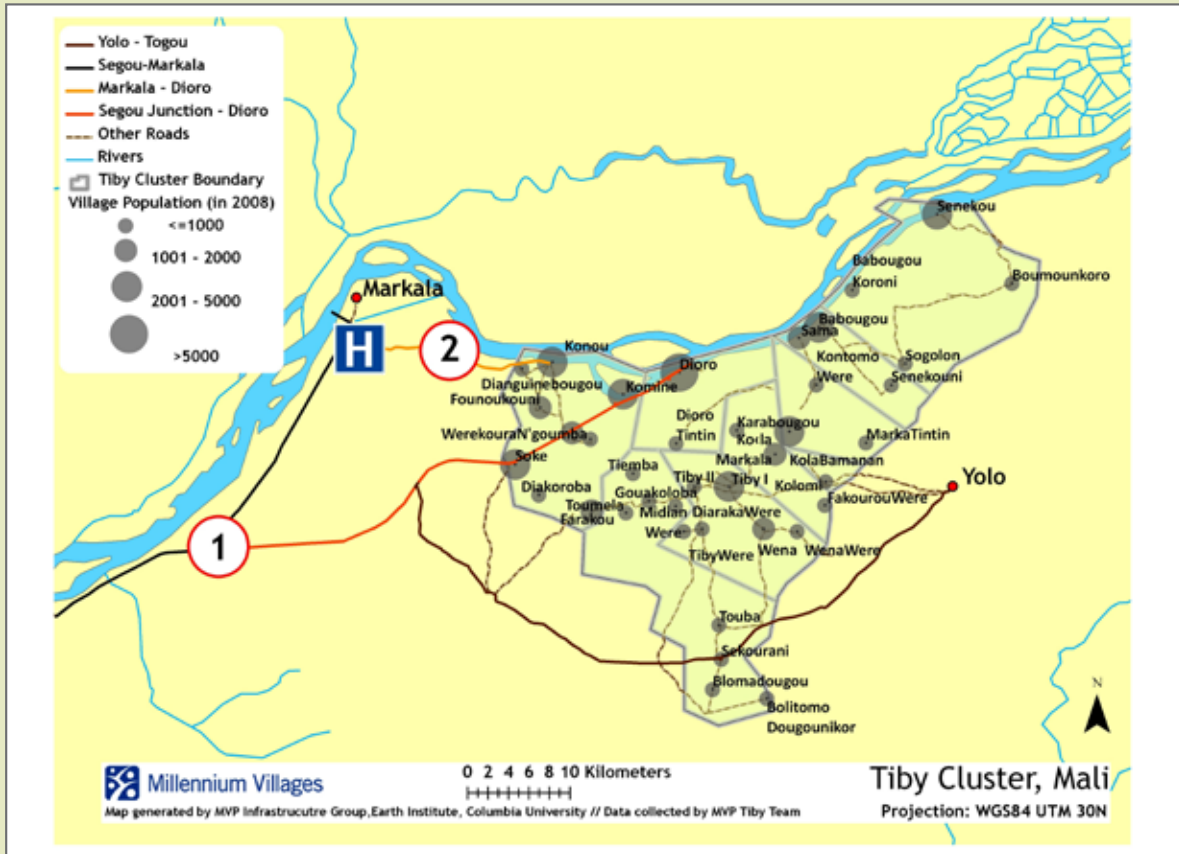 Yolo - Togou
Segou-Markala
Markala - Dioro
Segou Junction - Dioro
Other Roads
Rivers
Tiby Cluster Boundary
Village Population (in 2008)
<=1000
1001 - 2000
2001 - 5000
>5000
Senekou
Babougou
Koroni
Boumounkoro
Markala
H
2
Konou
Dioro
Babougou
Sama
Kontomo
Were
Sogolon
Senekouni
Dianguinebougou
Founoukouni
Komine
WerekouraN'goumba
Soke
Dioro
Tintin
Karabougou
Kodla
Markala
MarkaTintin
KolaBamanan
Tiemba
Tiby II
Tiby I
Kolomi
Yolo
FakourouWere
Diakoroba
Gouakoloba
Toumela
Farakou
Midian
DiarakaWere
Were
TibyWere
Wena
WenaWere
1
Touba
Sekourani
Blomadougou
Bolitomo
Dougounikor
N
Millennium Villages
0 2 4 6 8 10 Kilometers
Map generated by MVP Infrastrucutre Group,Earth Institute, Columbia University // Data collected by MVP Tiby Team
Tiby Cluster, Mali
Projection: WGS84 UTM 30N